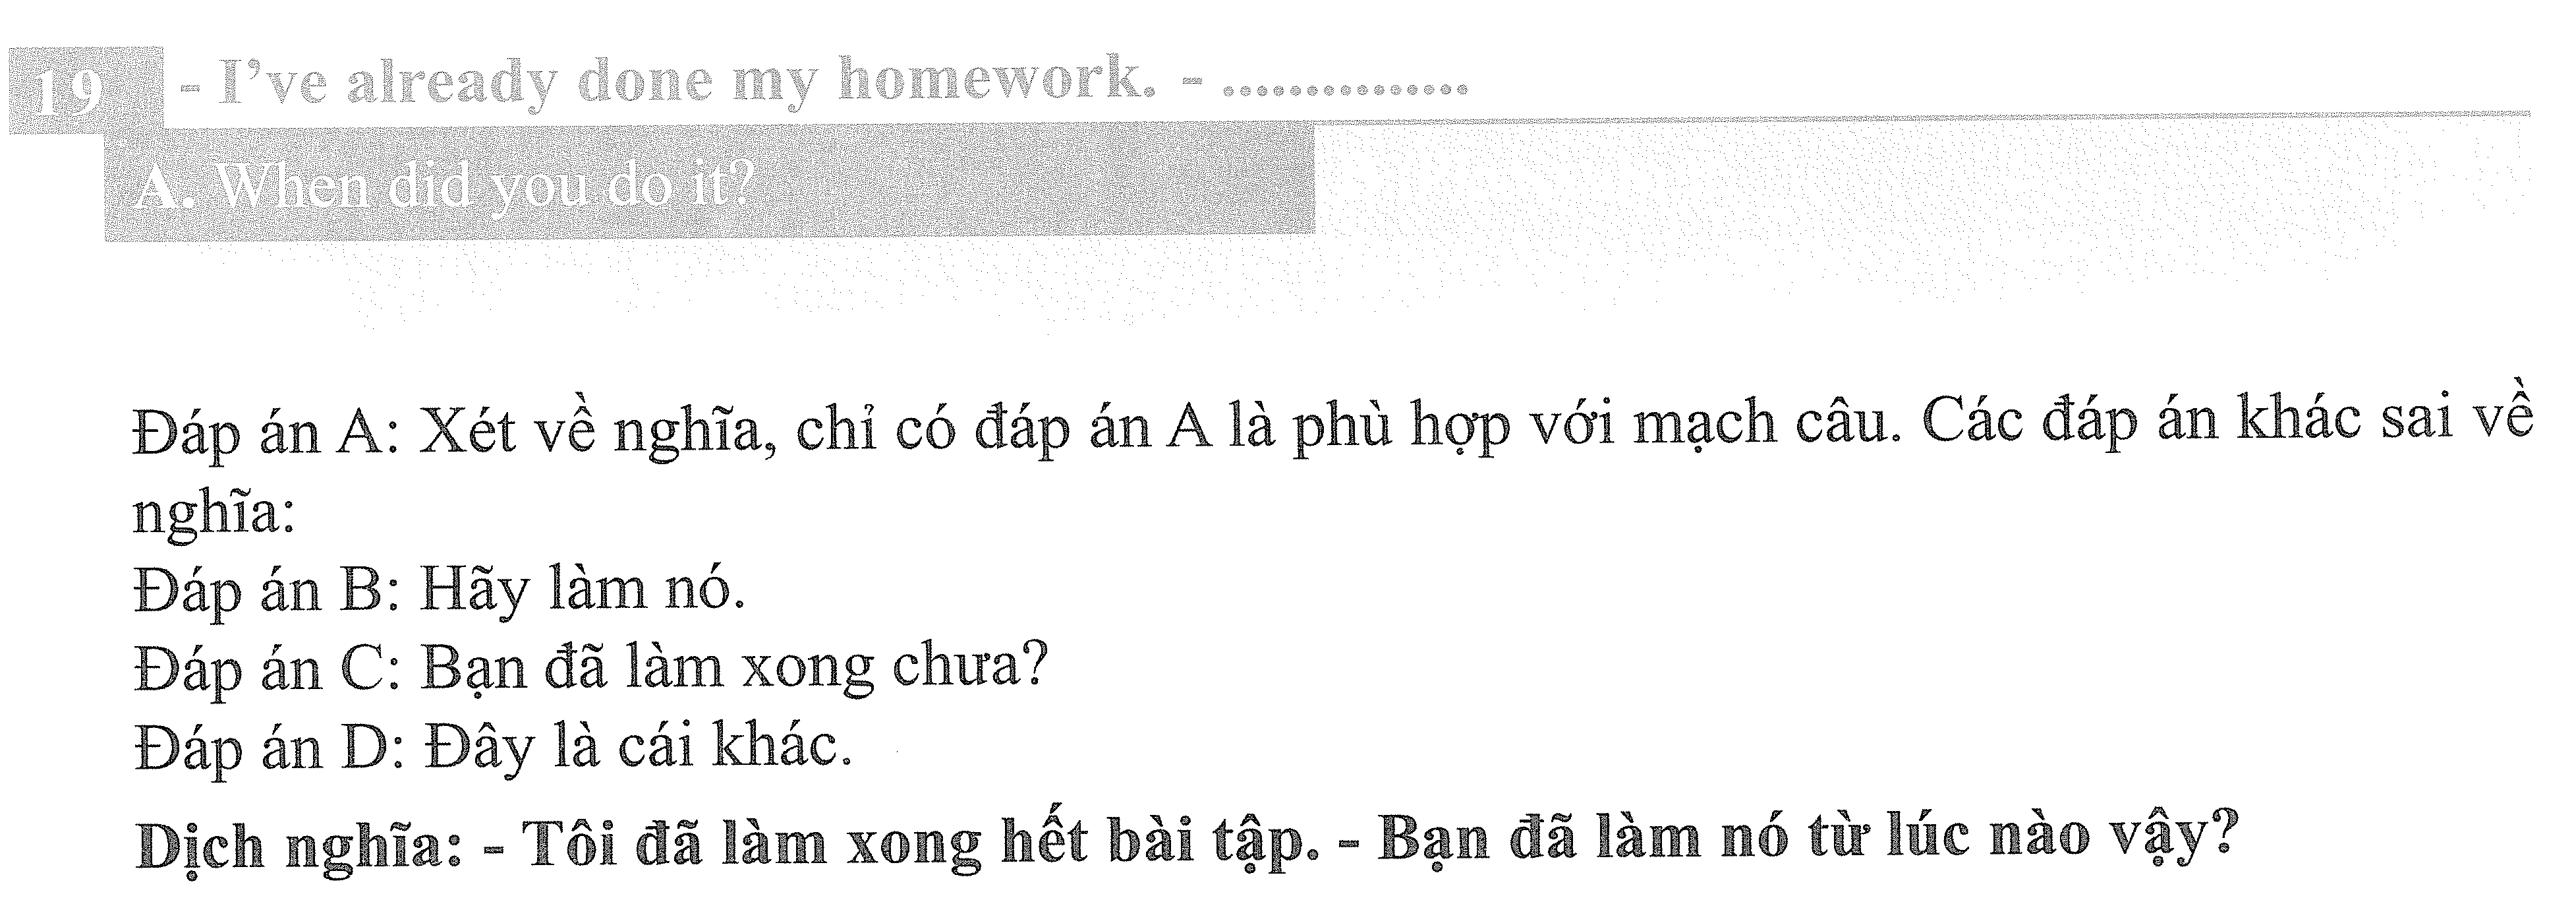 19 - I've already done my homework. - ...............
A. When did you do it?
Đáp án A: Xét về nghĩa, chỉ có đáp án A là phù hợp với mạch câu. Các đáp án khác sai về
nghĩa:
Đáp án B: Hãy làm nó.
Đáp án C: Bạn đã làm xong chưa?
Đáp án D: Đây là cái khác.
Dịch nghĩa: - Tôi đã làm xong hết bài tập. - Bạn đã làm nó từ lúc nào vậy?